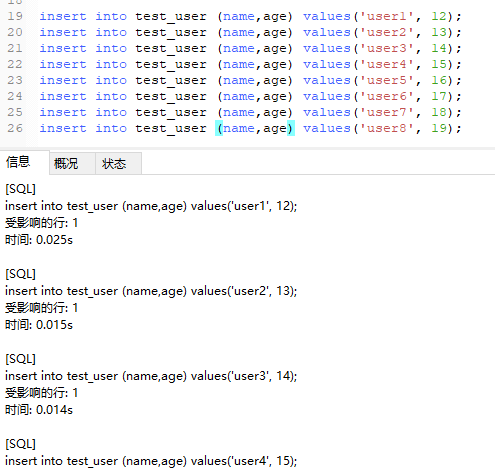 19 insert into test_user (name,age) values('user1', 12);
20 insert into test_user (name,age) values('user2', 13);
21 insert into test_user (name,age) values('user3', 14);
22 insert into test_user (name,age) values('user4', 15);
23 insert into test_user (name,age) values('user5', 16);
24 insert into test_user (name,age) values('user6', 17);
25 insert into test_user (name,age) values('user7', 18);
26 insert into test_user (name,age) values('user8', 19);
信息 概况 状态
[SQL]
insert into test_user (name,age) values('user1', 12);
受影响的行: 1
时间: 0.025s
[SQL]
insert into test_user (name,age) values('user2', 13);
受影响的行: 1
时间: 0.015s
[SQL]
insert into test_user (name,age) values('user3', 14);
受影响的行: 1
时间: 0.014s
[SQL]
insert into test_user (name,age) values('user4', 15);